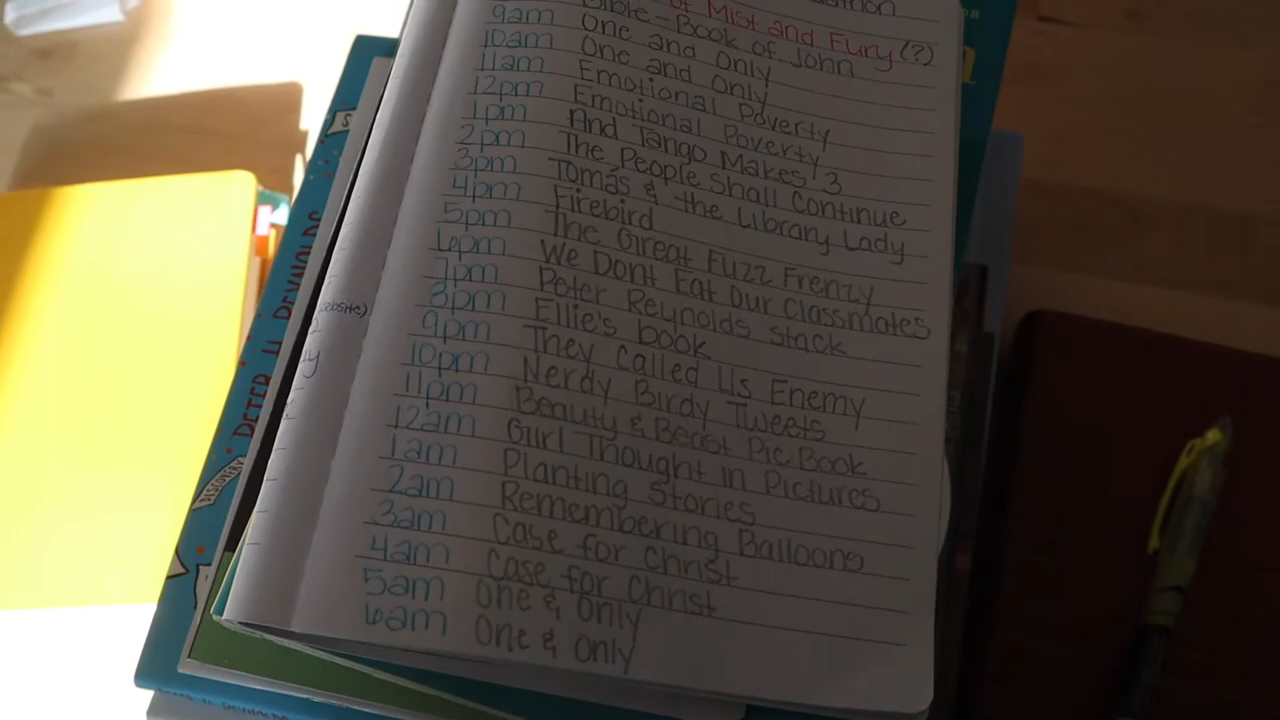 of Mist and Fury (?)
9am Bible - Book of John
10am One and Only
11am One and Only
12pm Emotional Poverty
1pm Emotional Poverty
2pm And Tango Makes 3
3pm The People Shall Continue
4pm Tomás & the Library Lady
5pm Firebird
6pm The Great Fuzz Frenzy
7pm We Dont Eat Our Classmates
8pm Peter Reynolds stack
9pm Ellie's book
10pm They Called Us Enemy
11pm Nerdy Birdy Tweets
12am Beauty & Beast Pic. Book
1am Gurl Thought in Pictures
2am Planting Stories
3am Remembering Balloons
4am Case for Christ
5am Case for Christ
6am One & Only
One & Only
PETER H. REYNOLDS
DISCOVER